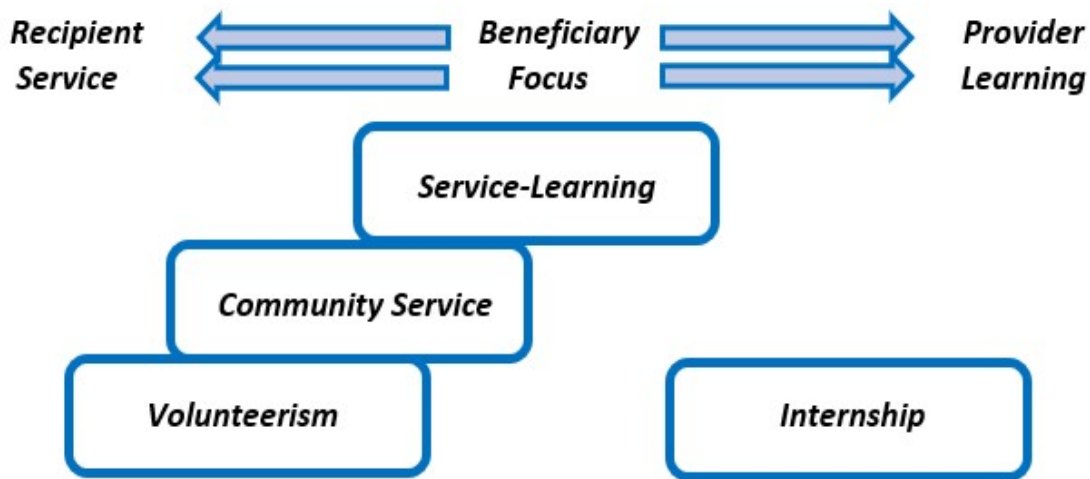 Recipient Beneficiary Provider
Service Focus Learning
Service-Learning
Community Service
Volunteerism Internship